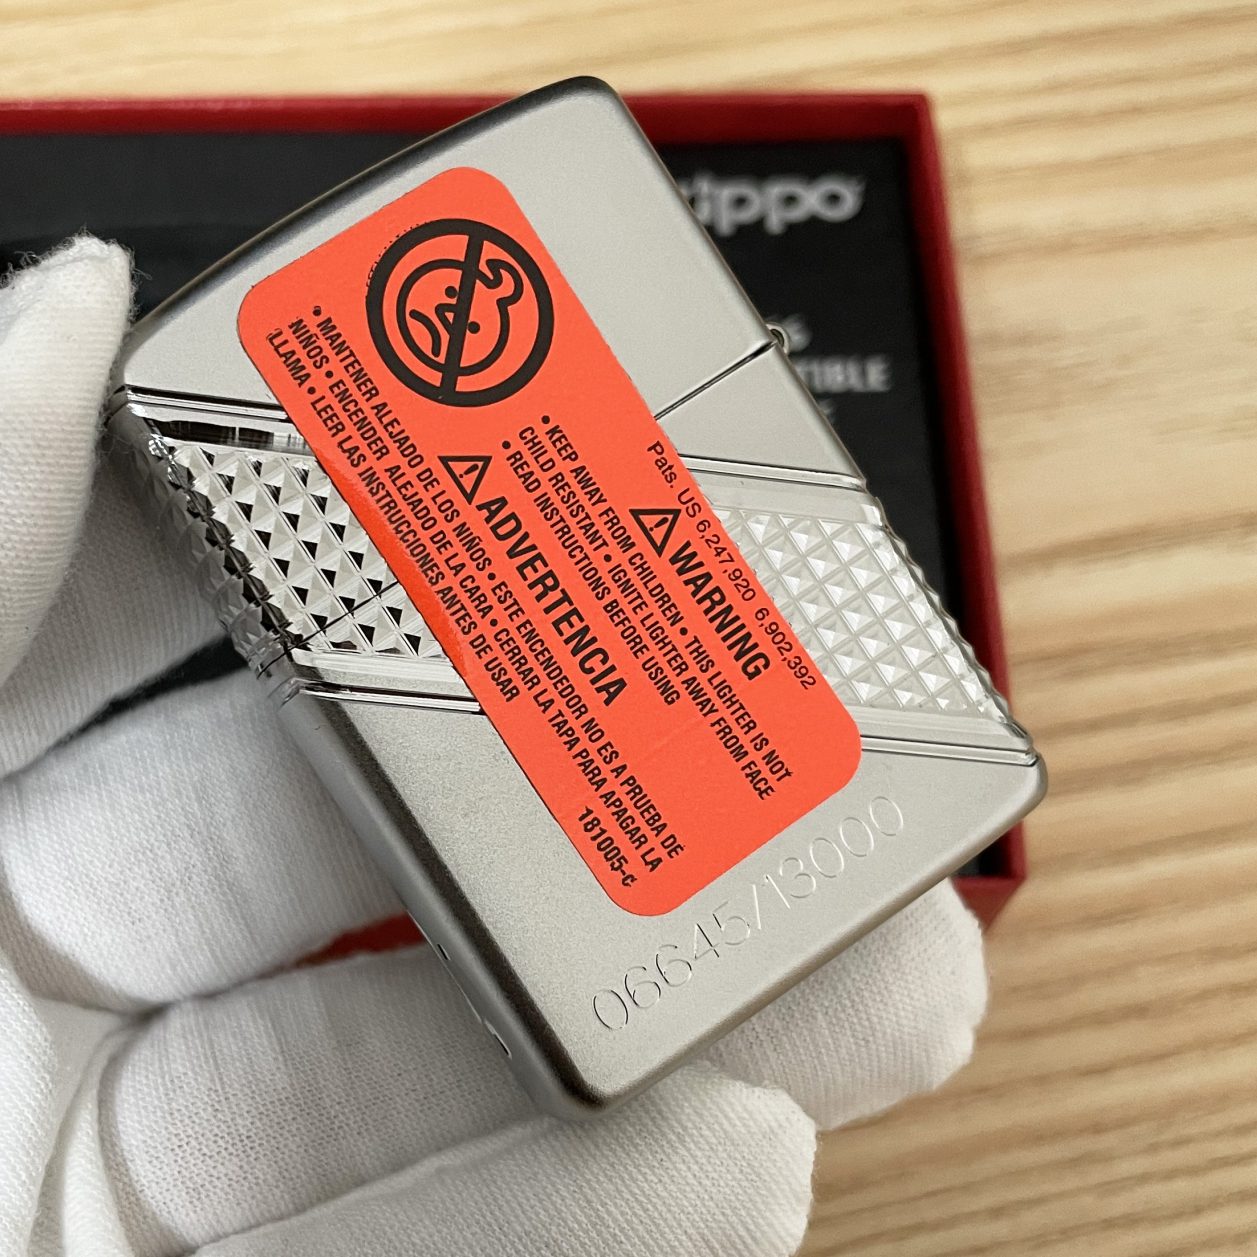 zippo
Pats. US 6,247,920 6,902,392
⚠ WARNING
• KEEP AWAY FROM CHILDREN • THIS LIGHTER IS NOT
CHILD RESISTANT • IGNITE LIGHTER AWAY FROM FACE
• READ INSTRUCTIONS BEFORE USING
⚠ ADVERTENCIA
• MANTENER ALEJADO DE LOS NIÑOS • ESTE ENCENDEDOR NO ES A PRUEBA DE
NIÑOS • ENCENDER ALEJADO DE LA CARA • CERRAR LA TAPA PARA APAGAR LA
LLAMA • LEER LAS INSTRUCCIONES ANTES DE USAR
181005-C
06645/13000